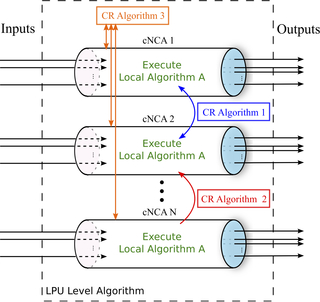 CR Algorithm 3
Inputs
Outputs
cNCA 1
Execute
Local Algorithm A
CR Algorithm 1
cNCA 2
Execute
Local Algorithm A
CR Algorithm 2
cNCA N
Execute
Local Algorithm A
LPU Level Algorithm